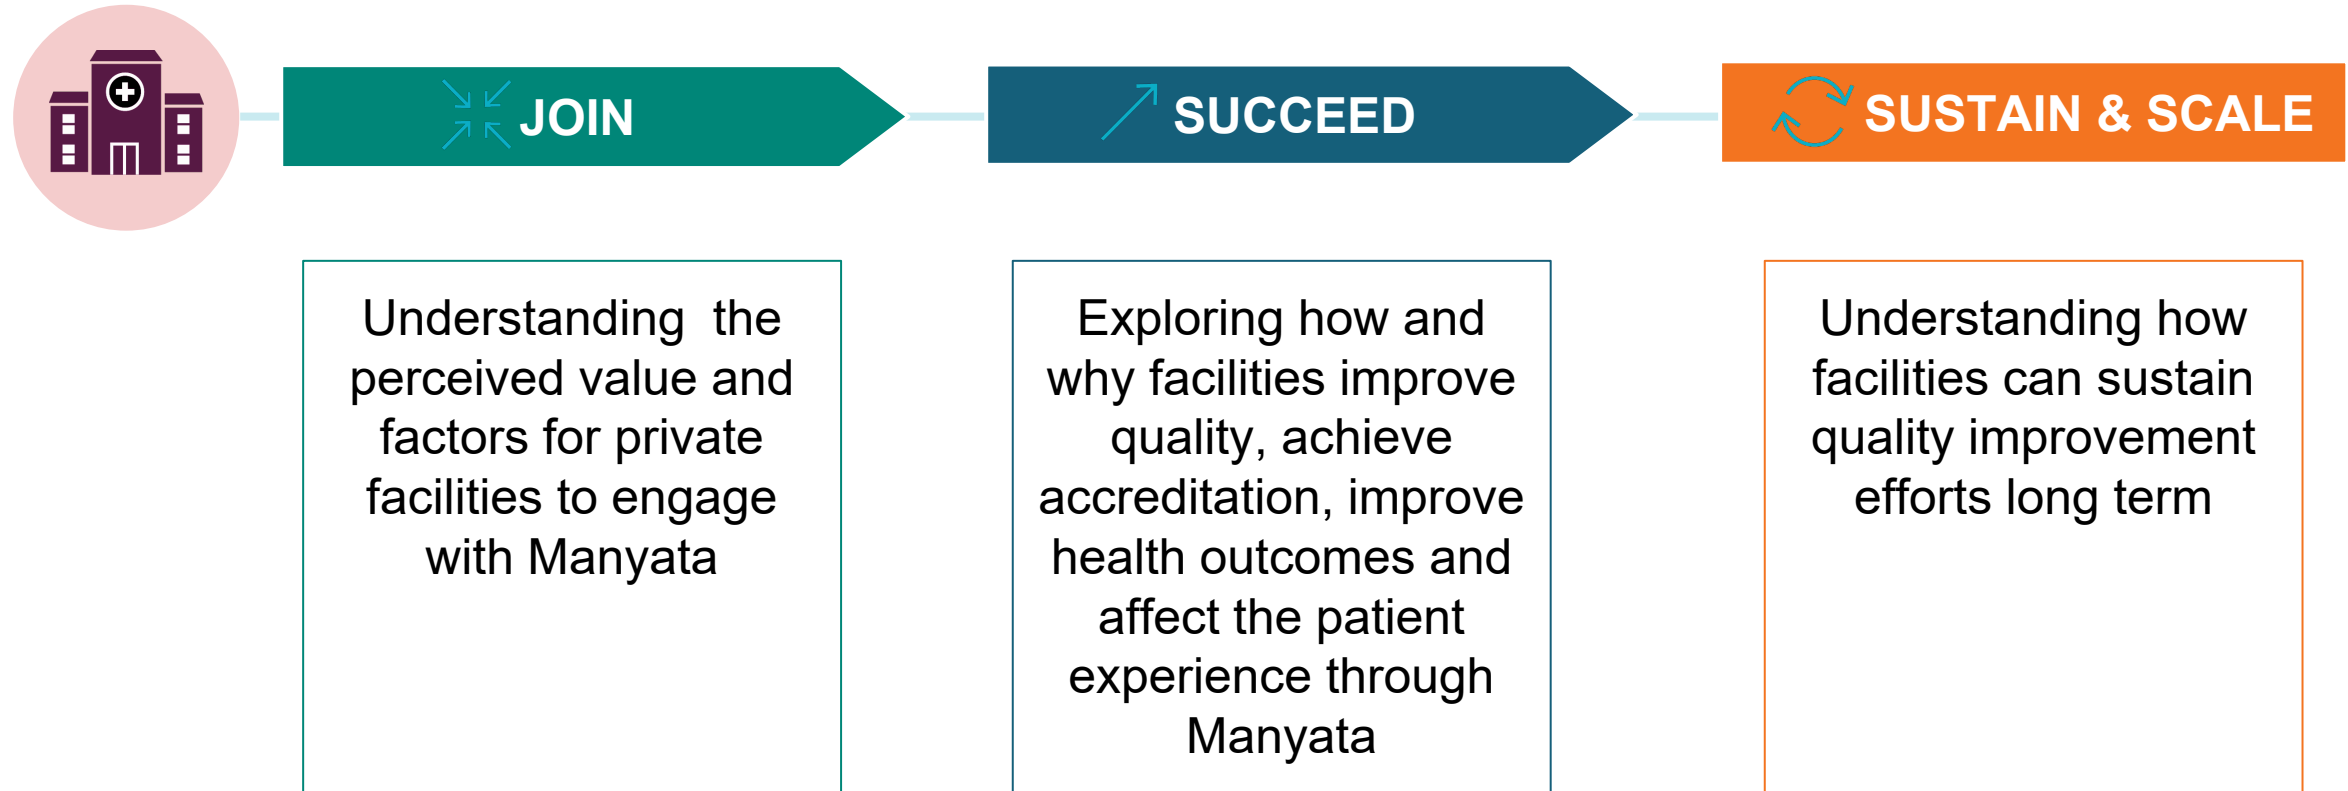 JOIN
SUCCEED
SUSTAIN & SCALE
Understanding the
perceived value and
factors for private
facilities to engage
with Manyata
Exploring how and
why facilities improve
quality, achieve
accreditation, improve
health outcomes and
affect the patient
experience through
Manyata
Understanding how
facilities can sustain
quality improvement
efforts long term